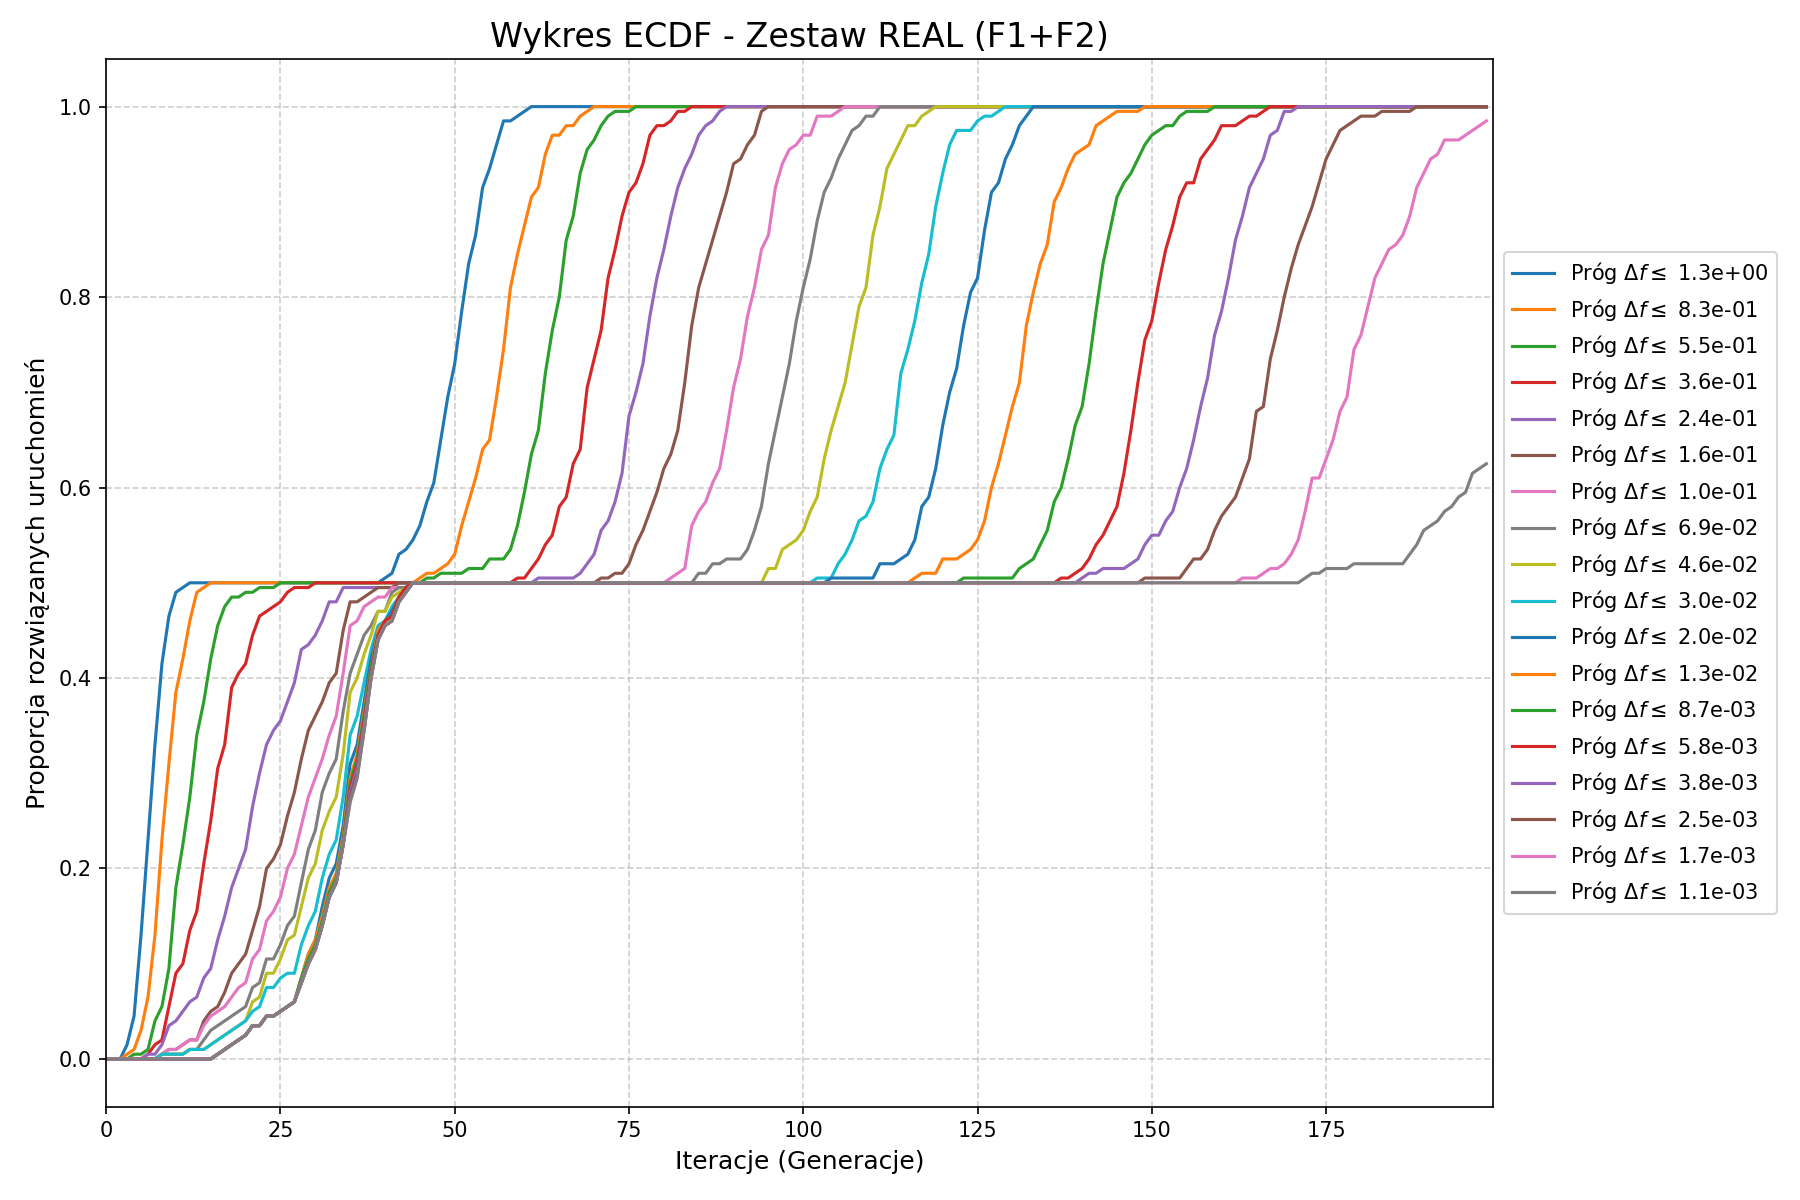 Wykres ECDF - Zestaw REAL (F1+F2)
Proporcja rozwiązanych uruchomień
1.0
0.8
0.6
0.4
0.2
0.0
0 25 50 75 100 125 150 175
Iteracje (Generacje)
Próg Δf ≤ 1.3e+00
Próg Δf ≤ 8.3e-01
Próg Δf ≤ 5.5e-01
Próg Δf ≤ 3.6e-01
Próg Δf ≤ 2.4e-01
Próg Δf ≤ 1.6e-01
Próg Δf ≤ 1.0e-01
Próg Δf ≤ 6.9e-02
Próg Δf ≤ 4.6e-02
Próg Δf ≤ 3.0e-02
Próg Δf ≤ 2.0e-02
Próg Δf ≤ 1.3e-02
Próg Δf ≤ 8.7e-03
Próg Δf ≤ 5.8e-03
Próg Δf ≤ 3.8e-03
Próg Δf ≤ 2.5e-03
Próg Δf ≤ 1.7e-03
Próg Δf ≤ 1.1e-03